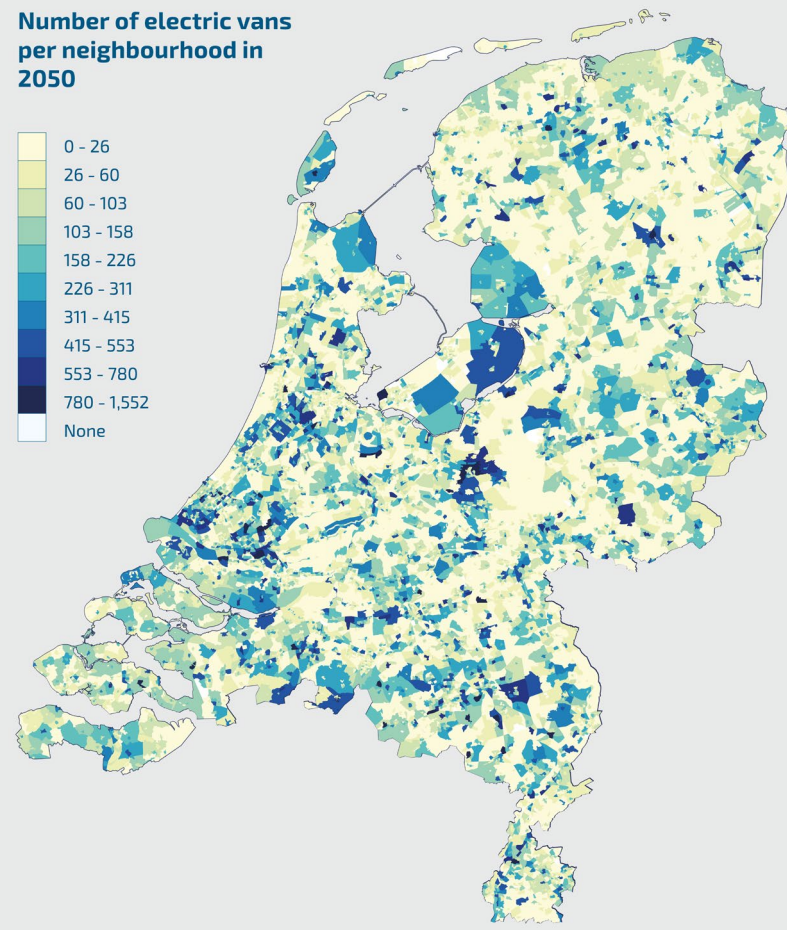 Number of electric vans
per neighbourhood in
2050
0 - 26
26 - 60
60 - 103
103 - 158
158 - 226
226 - 311
311 - 415
415 - 553
553 - 780
780 - 1,552
None